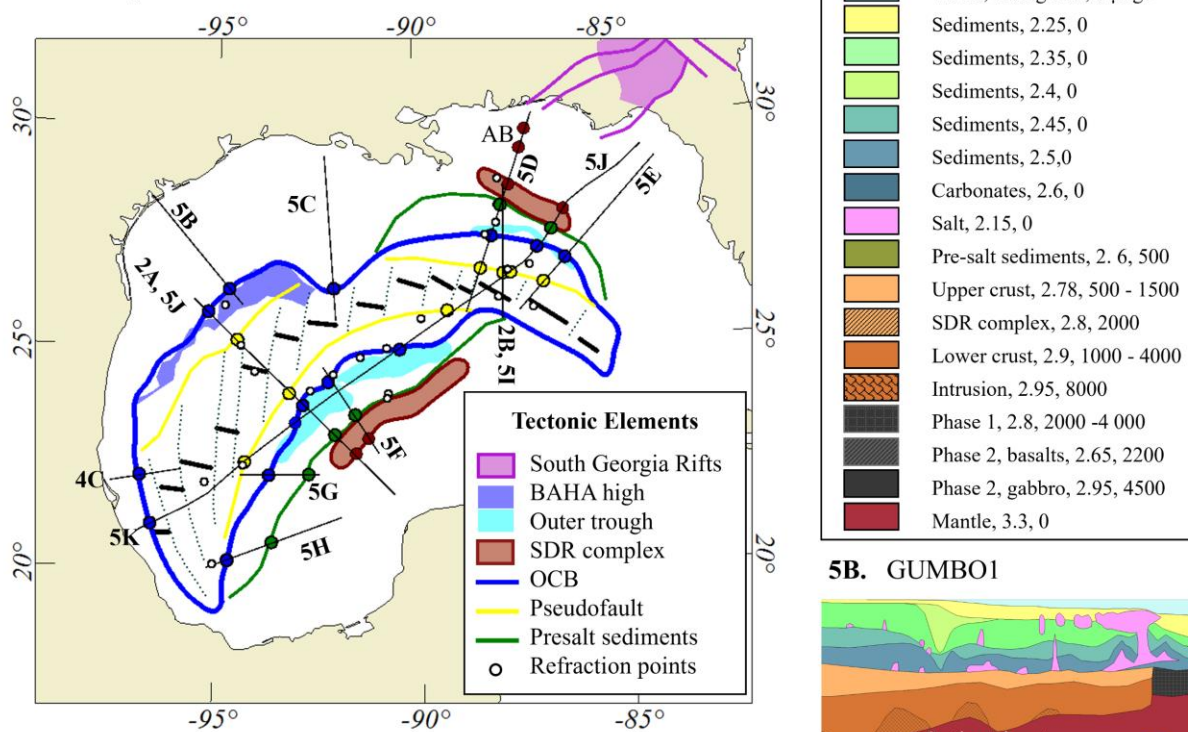 -95° -90° -85°
30° 30°
AB
5D
5J
5E
5C
5B
2A, 5J
25° 25°
2B, 5I
5F
4C
5G
5K
5H
20° 20°
-95° -90° -85°
Tectonic Elements
South Georgia Rifts
BAHA high
Outer trough
SDR complex
OCB
Pseudofault
Presalt sediments
Refraction points
Sediments, 2.25, 0
Sediments, 2.35, 0
Sediments, 2.4, 0
Sediments, 2.45, 0
Sediments, 2.5,0
Carbonates, 2.6, 0
Salt, 2.15, 0
Pre-salt sediments, 2. 6, 500
Upper crust, 2.78, 500 - 1500
SDR complex, 2.8, 2000
Lower crust, 2.9, 1000 - 4000
Intrusion, 2.95, 8000
Phase 1, 2.8, 2000 -4 000
Phase 2, basalts, 2.65, 2200
Phase 2, gabbro, 2.95, 4500
Mantle, 3.3, 0
5B. GUMBO1